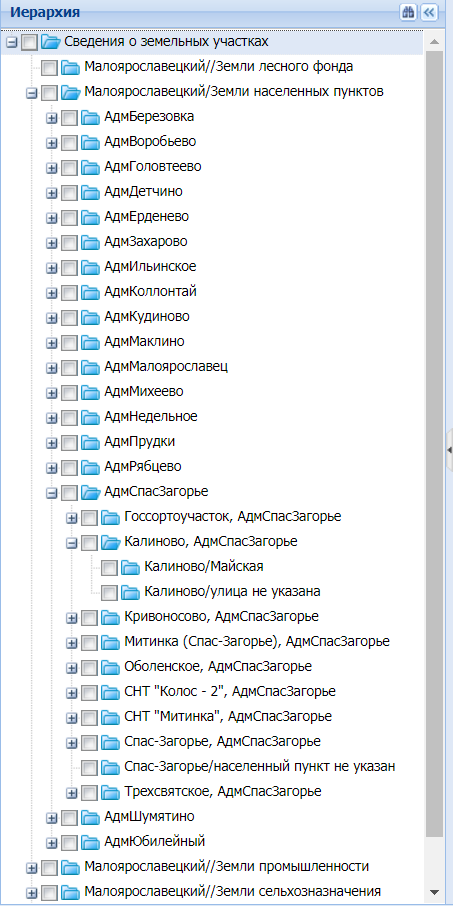 Иерархия
Сведения о земельных участках
Малоярославецкий//Земли лесного фонда
Малоярославецкий/Земли населенных пунктов
АдмБерезовка
АдмВоробьево
АдмГоловтеево
АдмДетчино
АдмЕрденево
АдмЗахарово
АдмИльинское
АдмКоллонтай
АдмКудиново
АдмМаклино
АдмМалоярославец
АдмМихеево
АдмНедельное
АдмПрудки
АдмРябцево
АдмСпасЗагорье
Госсортоучасток, АдмСпасЗагорье
Калиново, АдмСпасЗагорье
Калиново/Майская
Калиново/улица не указана
Кривоносово, АдмСпасЗагорье
Митинка (Спас-Загорье), АдмСпасЗагорье
Оболенское, АдмСпасЗагорье
СНТ "Колос - 2", АдмСпасЗагорье
СНТ "Митинка", АдмСпасЗагорье
Спас-Загорье, АдмСпасЗагорье
Спас-Загорье/населенный пункт не указан
Трехсвятское, АдмСпасЗагорье
АдмШумятино
АдмЮбилейный
Малоярославецкий//Земли промышленности
Малоярославецкий//Земли сельхозназначения